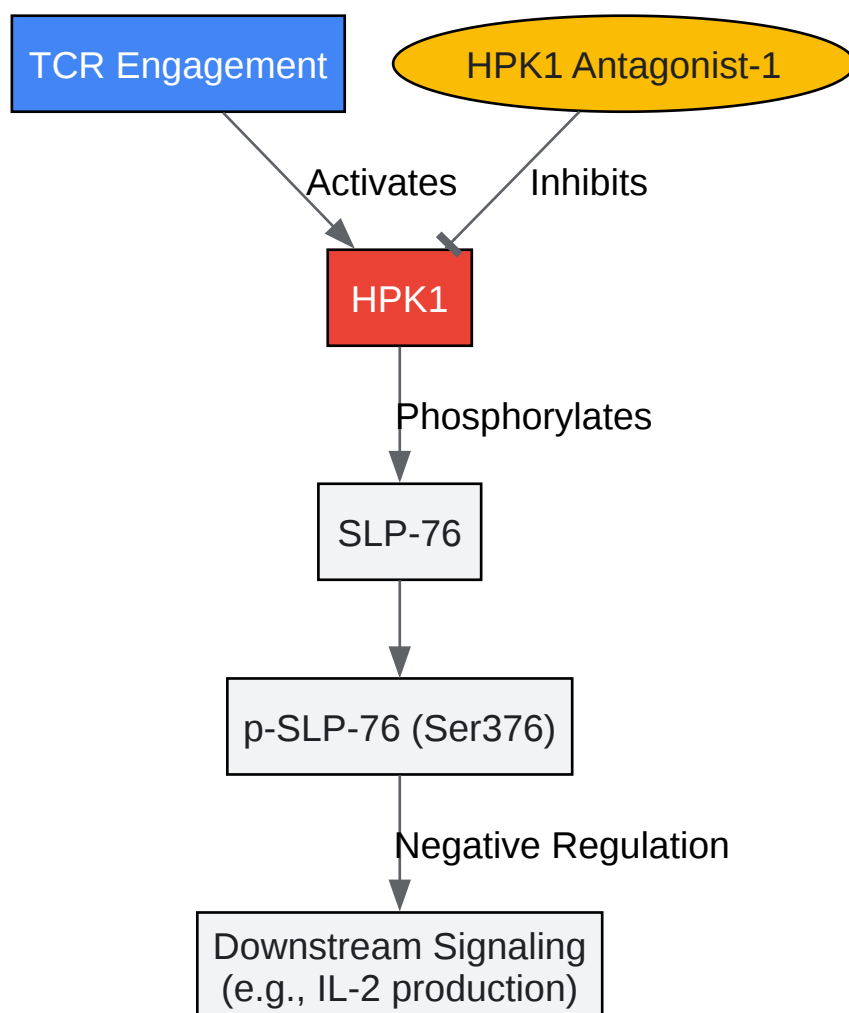 TCR Engagement
HPK1 Antagonist-1
Activates
Inhibits
HPK1
Phosphorylates
SLP-76
p-SLP-76 (Ser376)
Negative Regulation
Downstream Signaling
(e.g., IL-2 production)